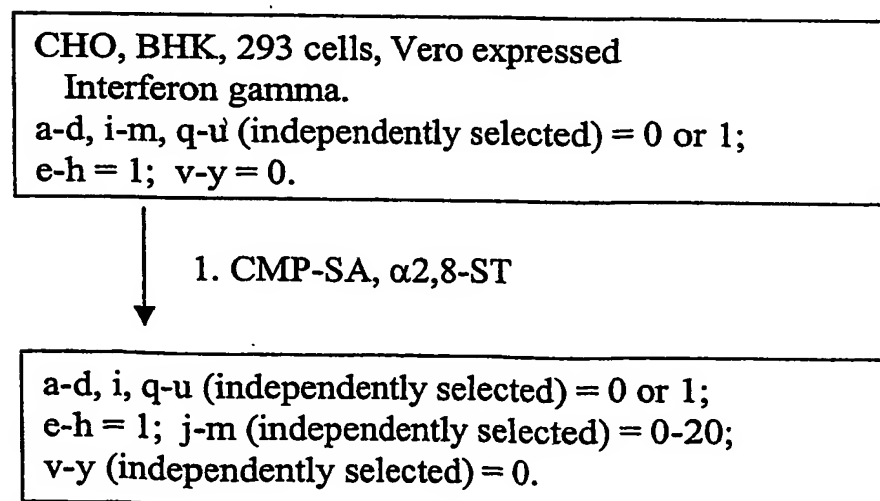 CHO, BHK, 293 cells, Vero expressed
Interferon gamma.
a-d, i-m, q-u (independently selected) = 0 or 1;
e-h = 1; v-y = 0.
1. CMP-SA, α2,8-ST
a-d, i, q-u (independently selected) = 0 or 1;
e-h = 1; j-m (independently selected) = 0-20;
v-y (independently selected) = 0.